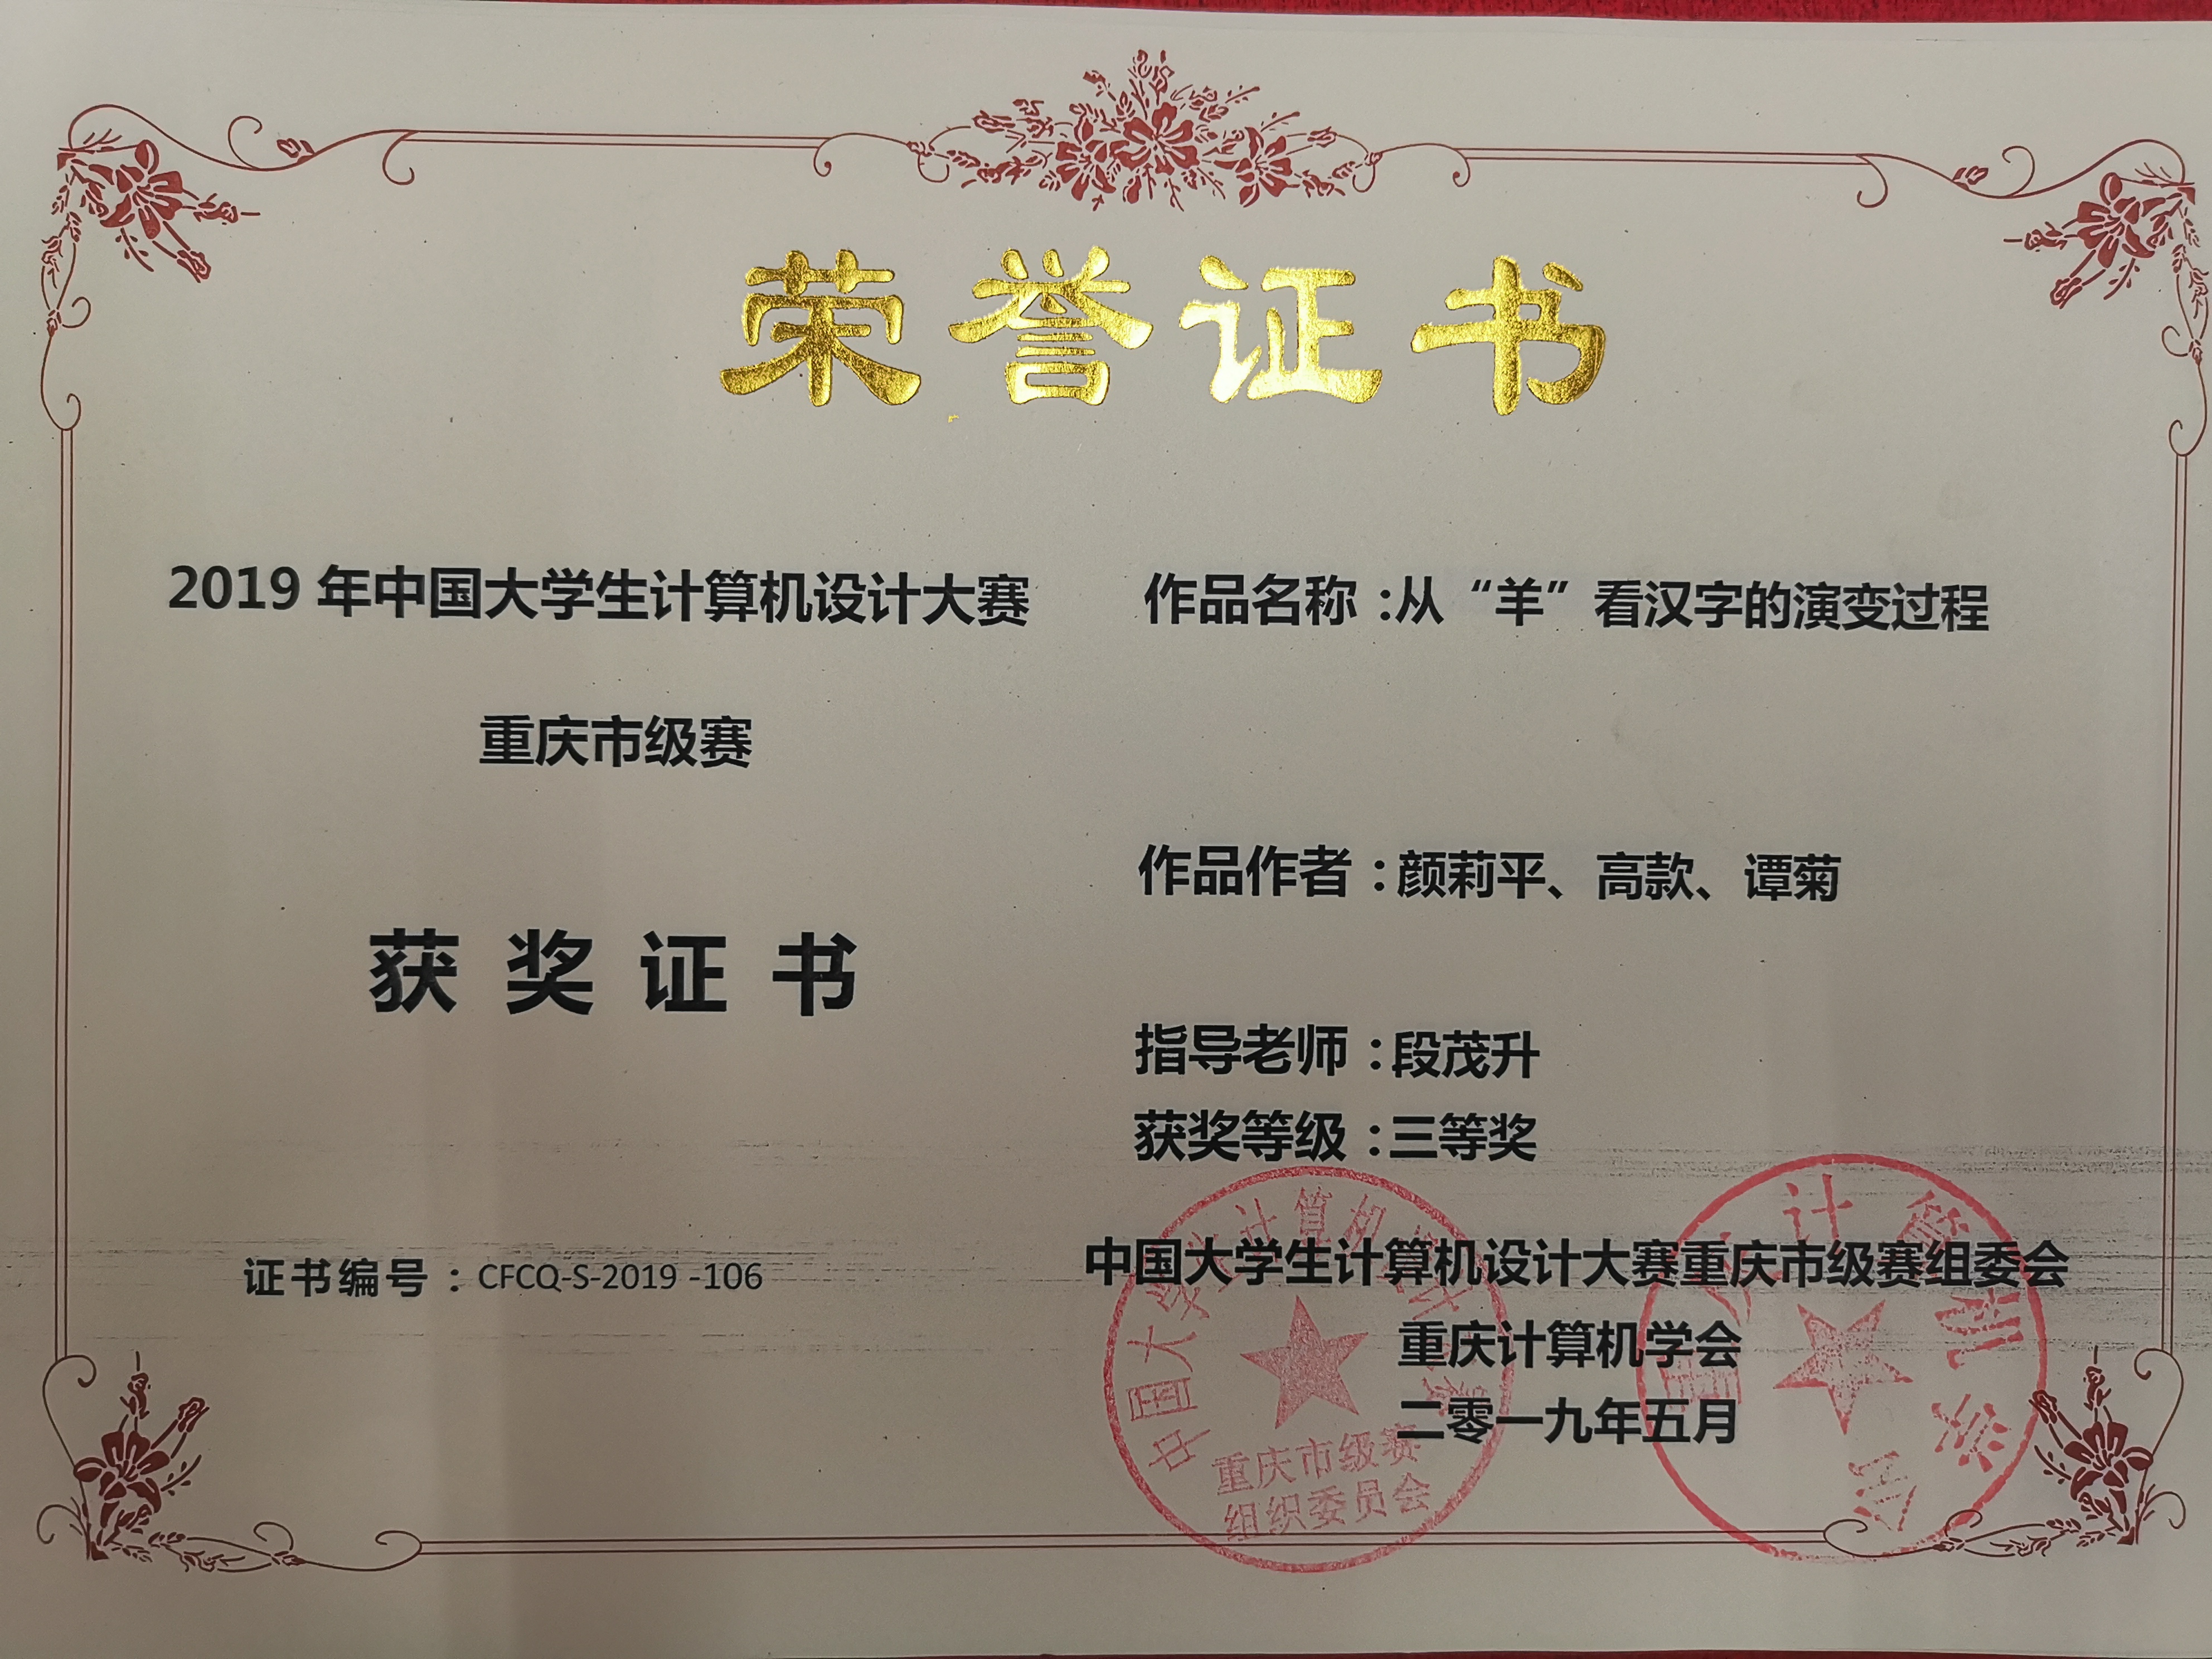 荣誉证书
2019 年中国大学生计算机设计大赛
重庆市级赛
获奖证书
证书编号：CFCQ-S-2019 -106
作品名称：从“羊”看汉字的演变过程
作品作者：颜莉平、高款、谭菊
指导老师：段茂升
获奖等级：三等奖
中国大学生计算机设计大赛重庆市级赛组委会
重庆计算机学会
二零一九年五月
重庆市级赛
组织委员会